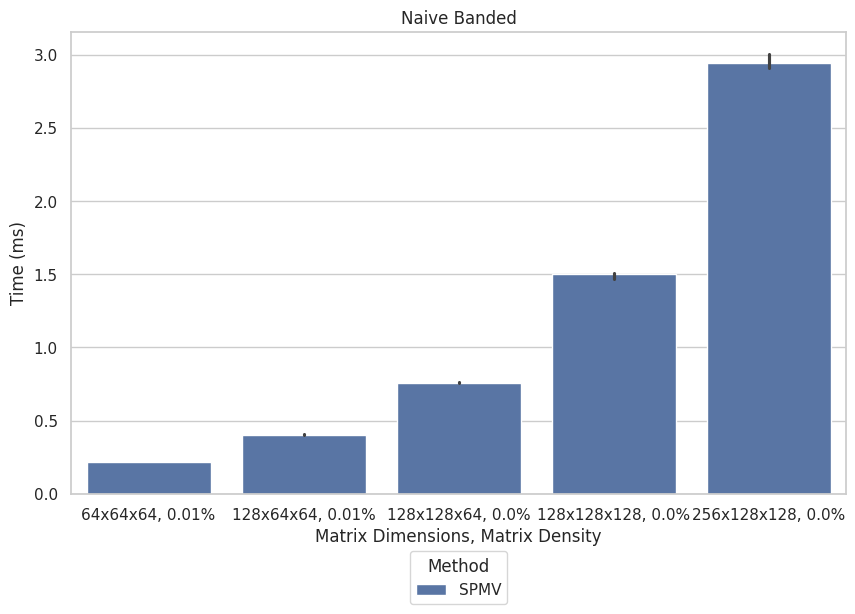 Naive Banded
3.0
2.5
2.0
1.5
1.0
0.5
0.0
Time (ms)
64x64x64, 0.01%
128x64x64, 0.01%
128x128x64, 0.0%
128x128x128, 0.0%
256x128x128, 0.0%
Matrix Dimensions, Matrix Density
Method
SPMV